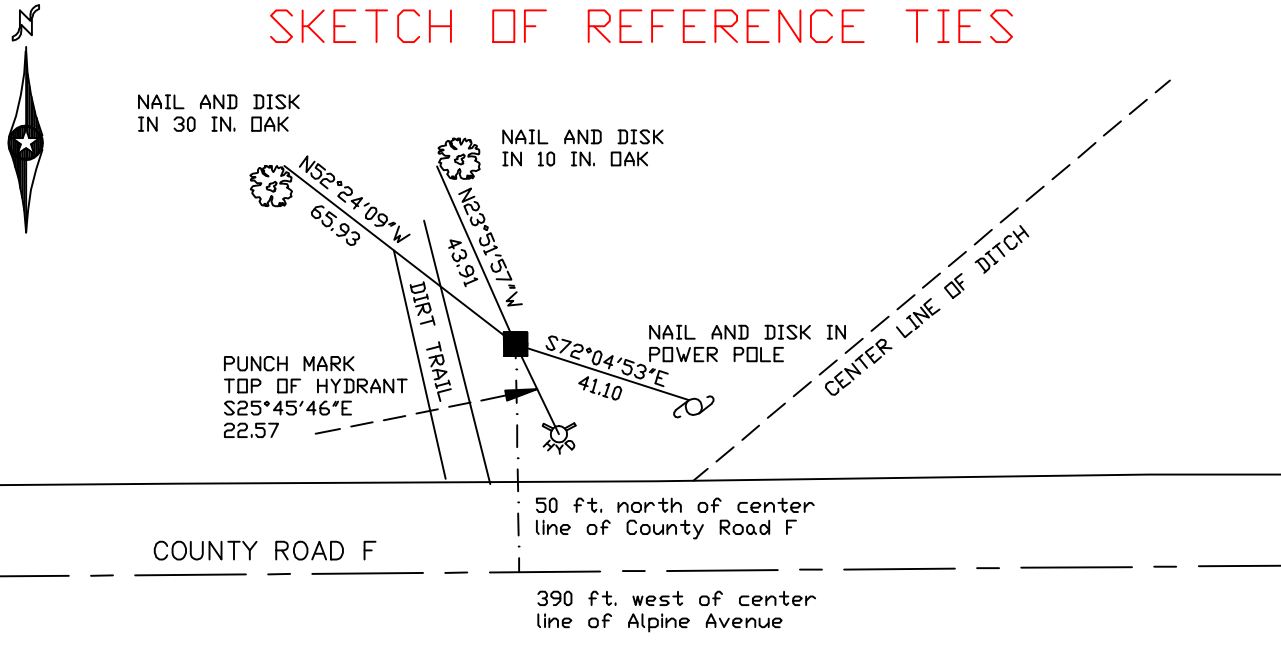 N
SKETCH OF REFERENCE TIES
NAIL AND DISK
IN 30 IN. OAK
NAIL AND DISK
IN 10 IN. OAK
N52°24'09"W
65.93
N23°51'57"W
43.91
DIRT TRAIL
CENTER LINE OF DITCH
NAIL AND DISK IN
POWER POLE
S72°04'53"E
41.10
PUNCH MARK
TOP OF HYDRANT
S25°45'46"E
22.57
HYD
50 ft. north of center
line of County Road F
COUNTY ROAD F
390 ft. west of center
line of Alpine Avenue